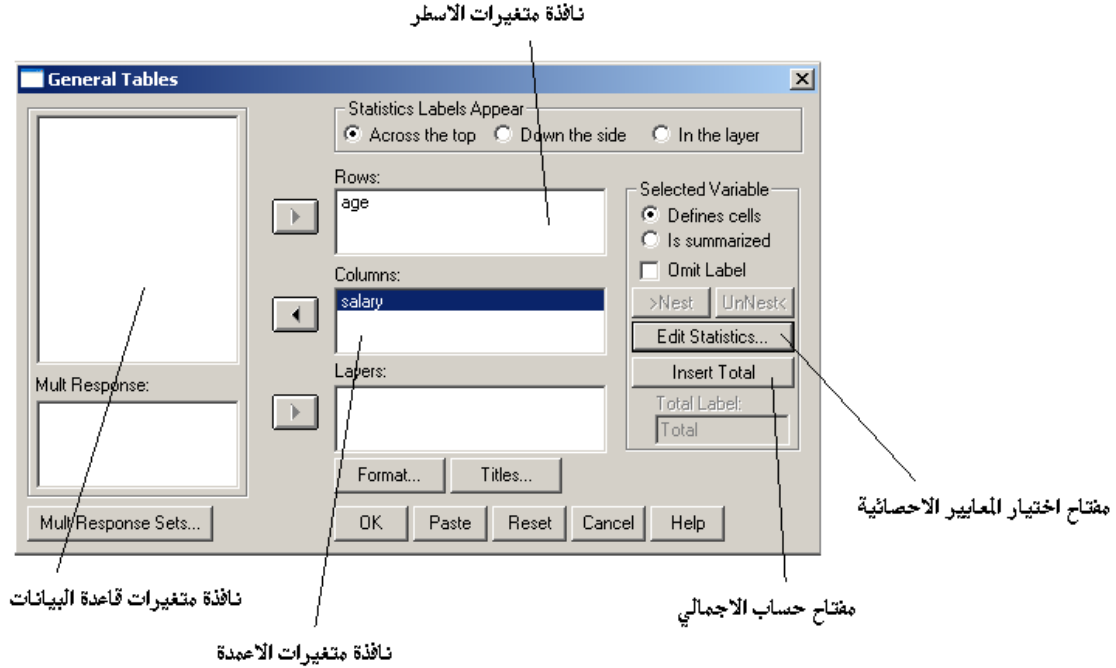 نافذة متغيرات الاسطر
General Tables
Statistics Labels Appear
Across the top Down the side In the layer
Rows:
age
Selected Variable
Defines cells
Is summarized
Omit Label
>Nest UnNest<
Edit Statistics...
Insert Total
Total Label:
Total
Columns:
salary
Layers:
Mult Response:
Format... Titles...
Mult Response Sets... OK Paste Reset Cancel Help
مفتاح اختيار المعايير الاحصائية
مفتاح حساب الاجمالي
نافذة متغيرات قاعدة البيانات
نافذة متغيرات الاعمدة